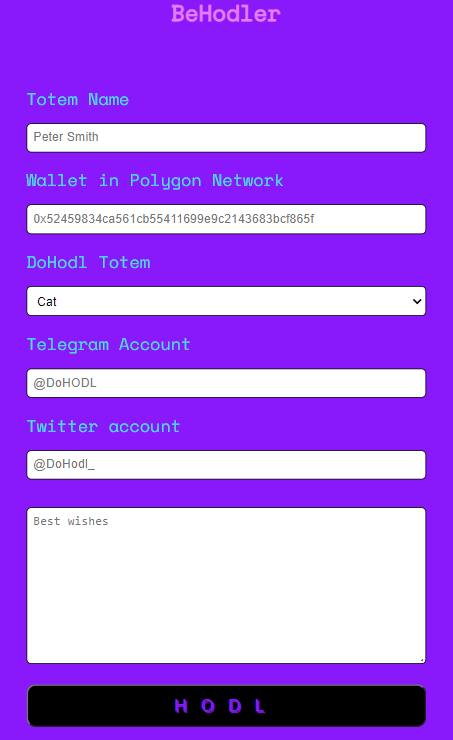 BeHodler
Totem Name
Peter Smith
Wallet in Polygon Network
0x52459834ca561cb55411699e9c2143683bcf865f
DoHodl Totem
Cat
Telegram Account
@DoHODL
Twitter account
@DoHodl_
Best wishes
HODL